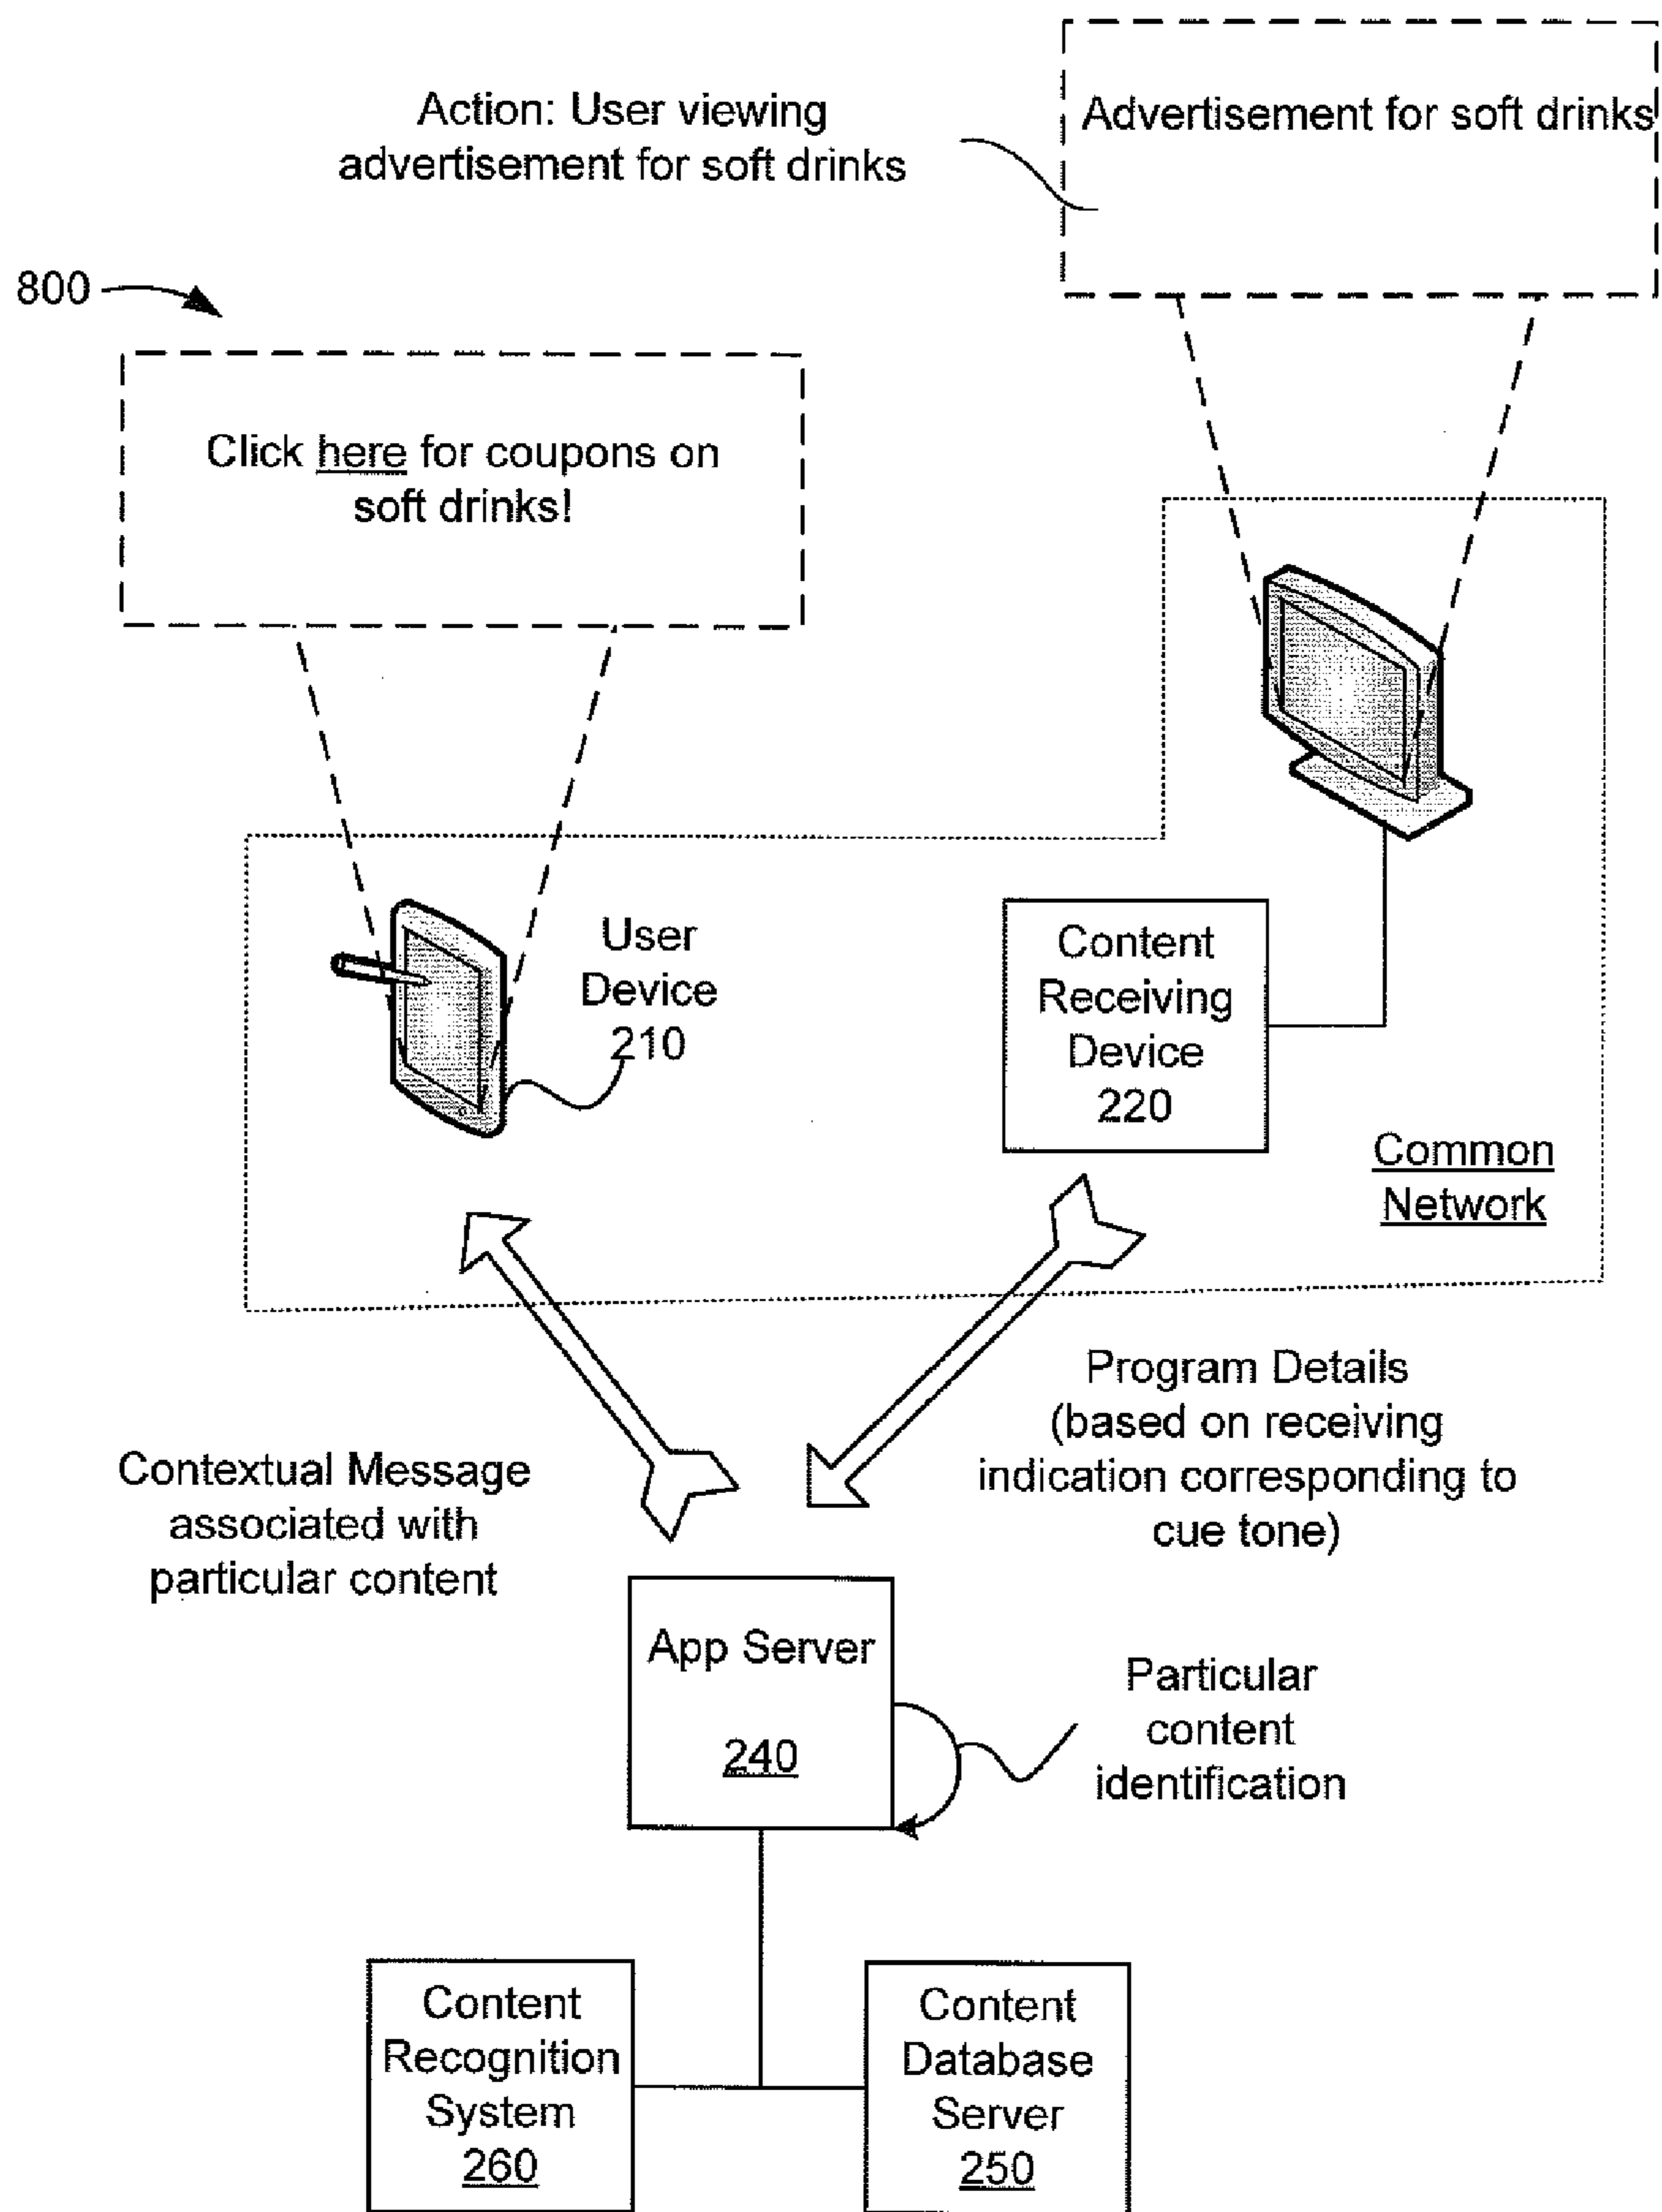 Action: User viewing
advertisement for soft drinks
Advertisement for soft drinks
800
Click here for coupons on
soft drinks!
User
Device
210
Content
Receiving
Device
220
Common
Network
Contextual Message
associated with
particular content
Program Details
(based on receiving
indication corresponding to
cue tone)
App Server
240
Particular
content
identification
Content
Recognition
System
260
Content
Database
Server
250